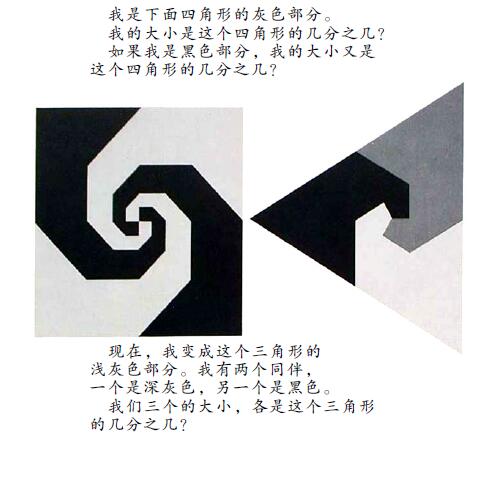 我是下面四角形的灰色部分。
我的大小是这个四角形的几分之几?
如果我是黑色部分，我的大小又是
这个四角形的几分之几?
现在，我变成这个三角形的
浅灰色部分。我有两个同伴，
一个是深灰色，另一个是黑色。
我们三个的大小，各是这个三角形
的几分之几?